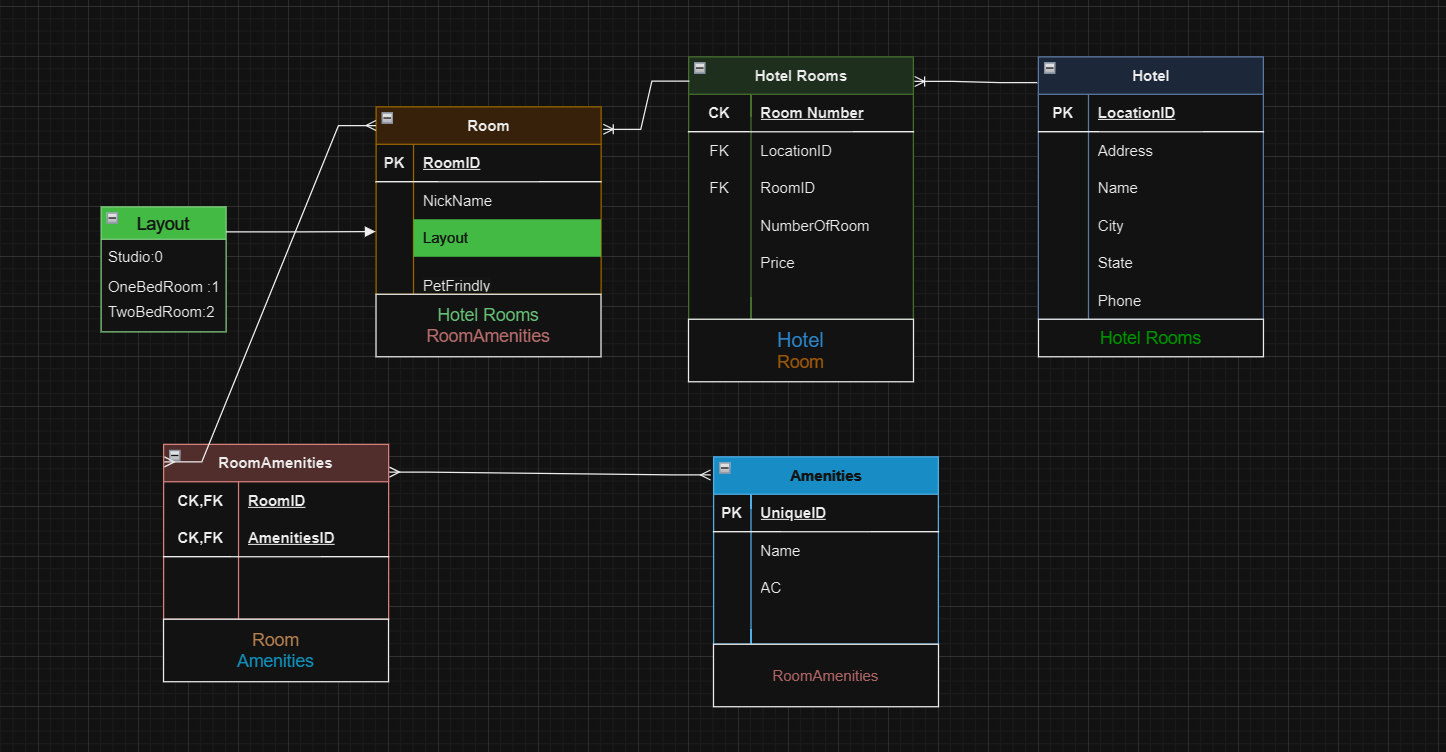 Layout
Studio:0
OneBedRoom :1
TwoBedRoom:2
Room
PK RoomID
NickName
Layout
PetFrindly
Hotel Rooms
RoomAmenities
Hotel Rooms
CK Room Number
FK LocationID
FK RoomID
NumberOfRoom
Price
Hotel
Room
Hotel
PK LocationID
Address
Name
City
State
Phone
Hotel Rooms
RoomAmenities
CK,FK RoomID
CK,FK AmenitiesID
Room
Amenities
Amenities
PK UniqueID
Name
AC
RoomAmenities